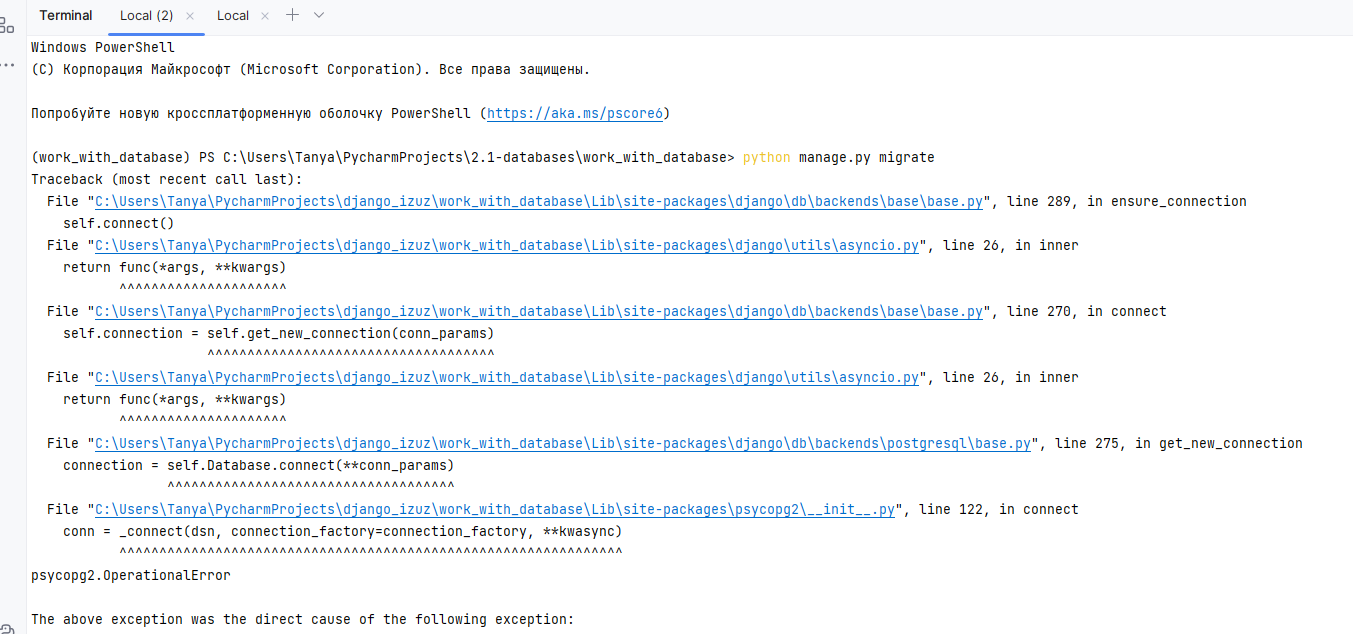 Terminal Local (2) × Local ×
Windows PowerShell
(C) Корпорация Майкрософт (Microsoft Corporation). Все права защищены.
Попробуйте новую кроссплатформенную оболочку PowerShell (https://aka.ms/pscore6)
(work_with_database) PS C:\Users\Tanya\PycharmProjects\2.1-databases\work_with_database> python manage.py migrate
Traceback (most recent call last):
  File "C:\Users\Tanya\PycharmProjects\django_izuz\work_with_database\Lib\site-packages\django\db\backends\base\base.py", line 289, in ensure_connection
    self.connect()
  File "C:\Users\Tanya\PycharmProjects\django_izuz\work_with_database\Lib\site-packages\django\utils\asyncio.py", line 26, in inner
    return func(*args, **kwargs)
           ^^^^^^^^^^^^^^^^^^^^^
  File "C:\Users\Tanya\PycharmProjects\django_izuz\work_with_database\Lib\site-packages\django\db\backends\base\base.py", line 270, in connect
    self.connection = self.get_new_connection(conn_params)
                      ^^^^^^^^^^^^^^^^^^^^^^^^^^^^^^^^^^^^
  File "C:\Users\Tanya\PycharmProjects\django_izuz\work_with_database\Lib\site-packages\django\utils\asyncio.py", line 26, in inner
    return func(*args, **kwargs)
           ^^^^^^^^^^^^^^^^^^^^^
  File "C:\Users\Tanya\PycharmProjects\django_izuz\work_with_database\Lib\site-packages\django\db\backends\postgresql\base.py", line 275, in get_new_connection
    connection = self.Database.connect(**conn_params)
                 ^^^^^^^^^^^^^^^^^^^^^^^^^^^^^^^^^^^^
  File "C:\Users\Tanya\PycharmProjects\django_izuz\work_with_database\Lib\site-packages\psycopg2\__init__.py", line 122, in connect
    conn = _connect(dsn, connection_factory=connection_factory, **kwasync)
           ^^^^^^^^^^^^^^^^^^^^^^^^^^^^^^^^^^^^^^^^^^^^^^^^^^^^^^^^^^^^^^^
psycopg2.OperationalError
The above exception was the direct cause of the following exception: